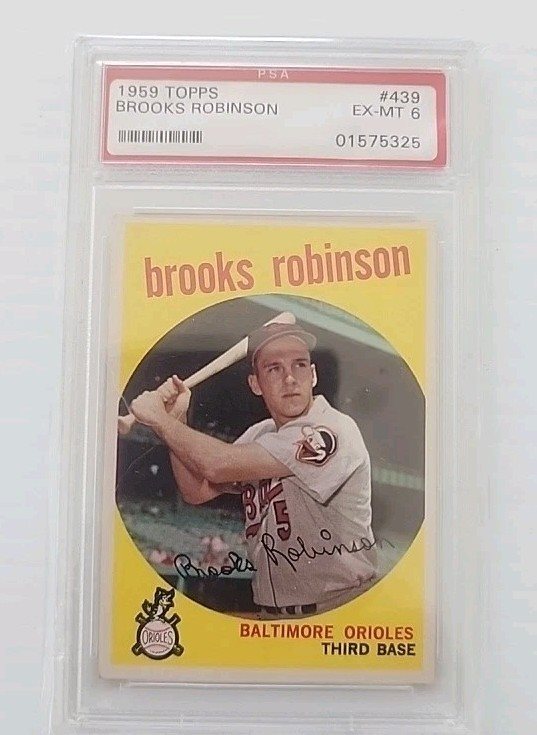 PSA
1959 TOPPS #439
BROOKS ROBINSON EX-MT 6
01575325
brooks robinson
5
Brooks Robinson
ORIOLES
BALTIMORE ORIOLES
THIRD BASE